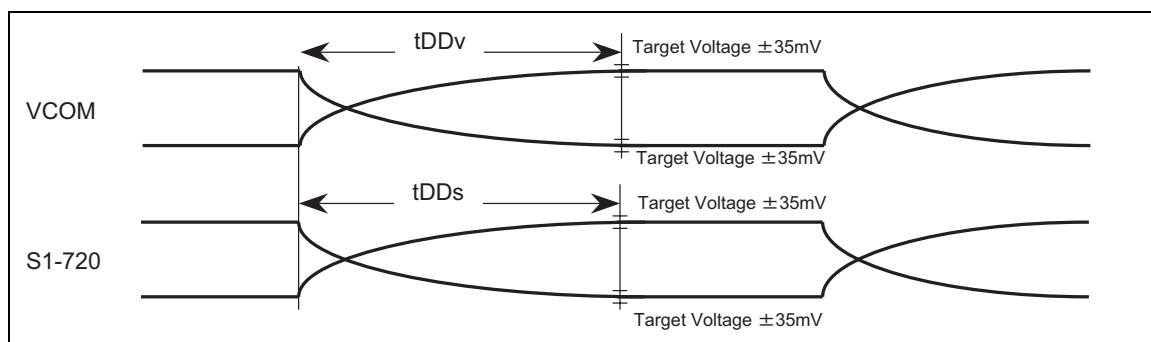 tDDv
Target Voltage ±35mV
VCOM
Target Voltage ±35mV
tDDs
Target Voltage ±35mV
S1-720
Target Voltage ±35mV